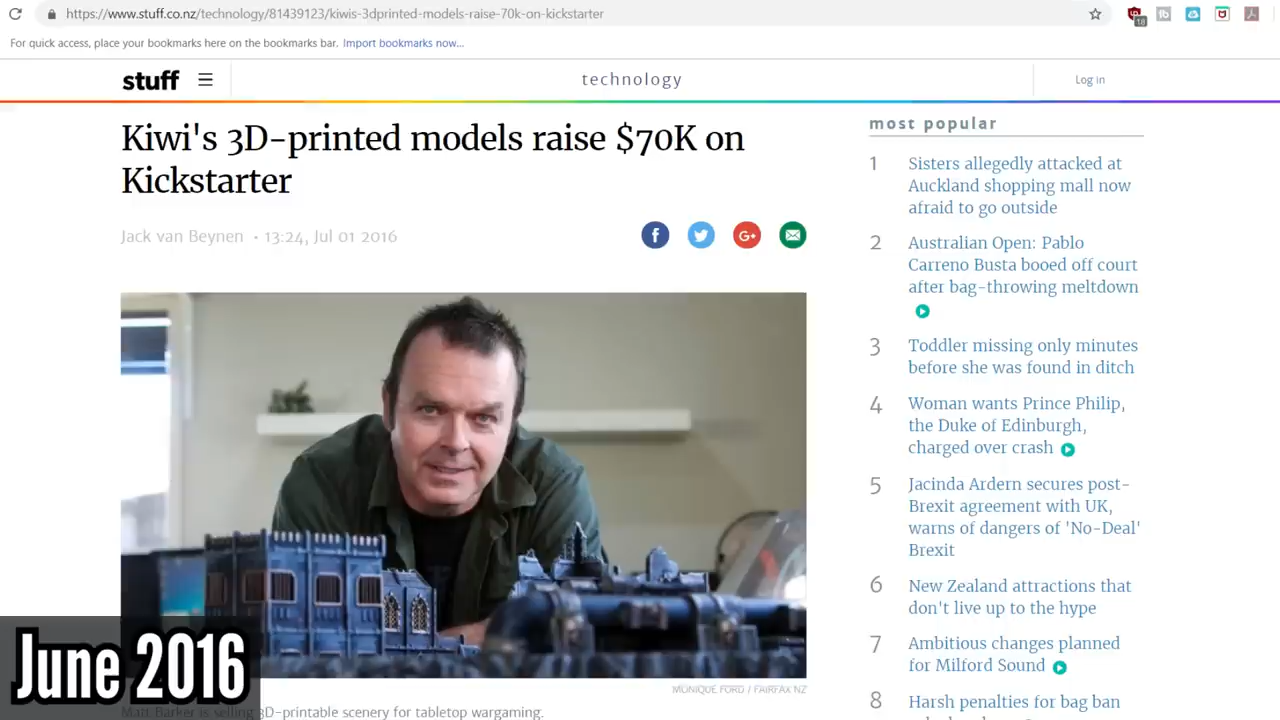 https://www.stuff.co.nz/technology/81439123/kiwis-3dprinted-models-raise-70k-on-kickstarter
18
For quick access, place your bookmarks here on the bookmarks bar. Import bookmarks now...
stuff
technology
Log in
Kiwi's 3D-printed models raise $70K on
Kickstarter
Jack van Beynen • 13:24, Jul 01 2016
f
G+
MONIQUE FORD / FAIRFAX NZ
Matt Barker is selling 3D-printable scenery for tabletop wargaming.
June 2016
most popular
1 Sisters allegedly attacked at
Auckland shopping mall now
afraid to go outside
2 Australian Open: Pablo
Carreno Busta booed off court
after bag-throwing meltdown
3 Toddler missing only minutes
before she was found in ditch
4 Woman wants Prince Philip,
the Duke of Edinburgh,
charged over crash
5 Jacinda Ardern secures post-
Brexit agreement with UK,
warns of dangers of 'No-Deal'
Brexit
6 New Zealand attractions that
don't live up to the hype
7 Ambitious changes planned
for Milford Sound
8 Harsh penalties for bag ban